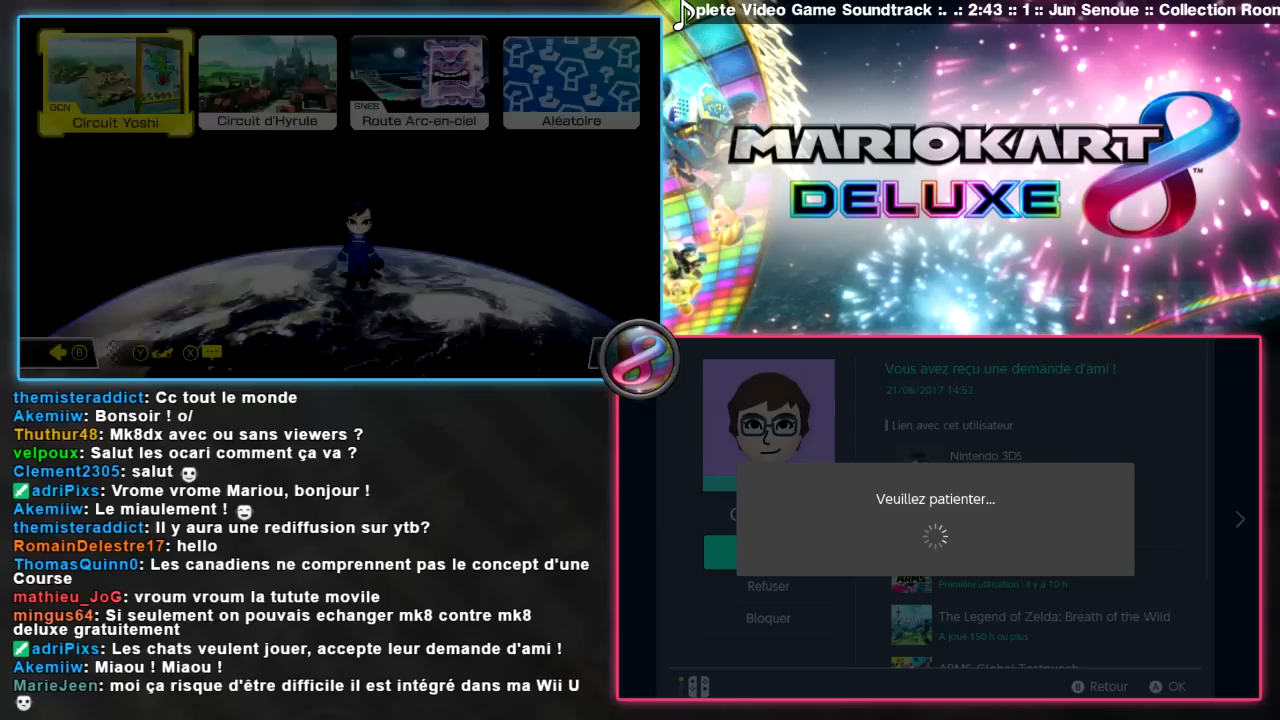 plete Video Game Soundtrack :. .: 2:43 :: 1 :: Jun Senoue :: Collection Room
GCN
Circuit Yoshi
Circuit d'Hyrule
SNES
Route Arc-en-ciel
Aléatoire
B
Y
X
MARIOKART 8
DELUXE
TM
themisteraddict: Cc tout le monde
Akemiiw: Bonsoir ! o/
Thuthur48: Mk8dx avec ou sans viewers ?
velpoux: Salut les ocari comment ça va ?
Clement2305: salut
adriPixs: Vrome vrome Mariou, bonjour !
Akemiiw: Le miaulement !
themisteraddict: Il y aura une rediffusion sur ytb?
RomainDelestre17: hello
ThomasQuinn0: Les canadiens ne comprennent pas le concept d'une
Course
mathieu_JoG: vroum vroum la tutute movile
mingus64: Si seulement on pouvais echanger mk8 contre mk8
deluxe gratuitement
adriPixs: Les chats veulent jouer, accepte leur demande d'ami !
Akemiiw: Miaou ! Miaou !
MarieJeen: moi ça risque d'être difficile il est intégré dans ma Wii U
Vous avez reçu une demande d'ami !
21/06/2017 14:52
Lien avec cet utilisateur
Nintendo 3DS
Veuillez patienter...
Refuser
Bloquer
ARMS
Première utilisation : il y a 10 h
The Legend of Zelda: Breath of the Wild
A joué 150 h ou plus
ARMS Global Testpunch
B Retour
A OK